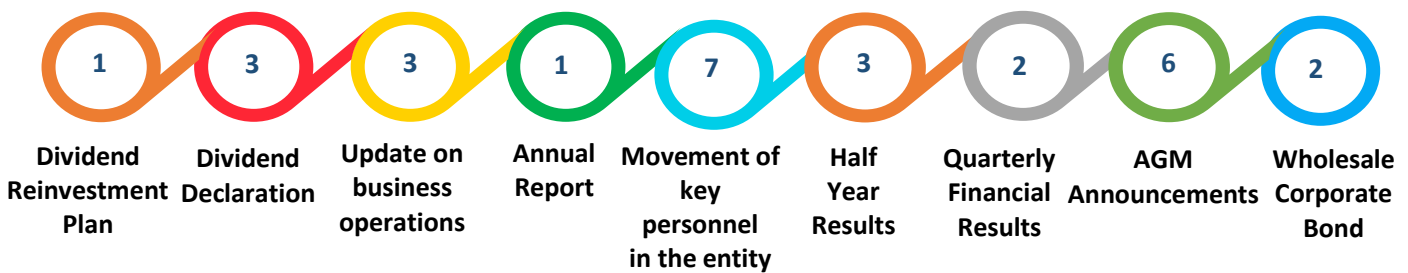 1
3
3
1
7
3
2
6
2
Dividend
Reinvestment
Plan
Dividend
Declaration
Update on
business
operations
Annual
Report
Movement of
key
personnel
in the entity
Half
Year
Results
Quarterly
Financial
Results
AGM
Announcements
Wholesale
Corporate
Bond